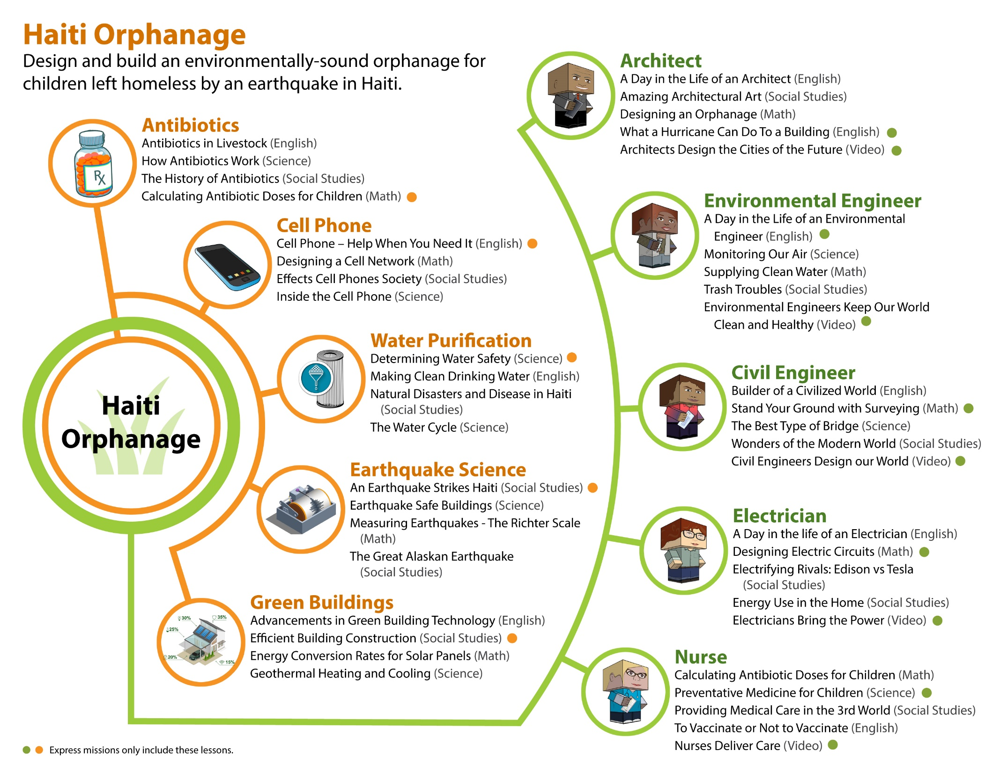 Haiti Orphanage
Design and build an environmentally-sound orphanage for
children left homeless by an earthquake in Haiti.
Antibiotics
Antibiotics in Livestock (English)
How Antibiotics Work (Science)
The History of Antibiotics (Social Studies)
Calculating Antibiotic Doses for Children (Math)
Rx
Cell Phone
Cell Phone – Help When You Need It (English)
Designing a Cell Network (Math)
Effects Cell Phones Society (Social Studies)
Inside the Cell Phone (Science)
Water Purification
Determining Water Safety (Science)
Making Clean Drinking Water (English)
Natural Disasters and Disease in Haiti
(Social Studies)
The Water Cycle (Science)
Haiti
Orphanage
Earthquake Science
An Earthquake Strikes Haiti (Social Studies)
Earthquake Safe Buildings (Science)
Measuring Earthquakes - The Richter Scale
(Math)
The Great Alaskan Earthquake
(Social Studies)
Green Buildings
Advancements in Green Building Technology (English)
Efficient Building Construction (Social Studies)
Energy Conversion Rates for Solar Panels (Math)
Geothermal Heating and Cooling (Science)
30%
35%
25%
20%
15%
Architect
A Day in the Life of an Architect (English)
Amazing Architectural Art (Social Studies)
Designing an Orphanage (Math)
What a Hurricane Can Do To a Building (English)
Architects Design the Cities of the Future (Video)
Environmental Engineer
A Day in the Life of an Environmental
Engineer (English)
Monitoring Our Air (Science)
Supplying Clean Water (Math)
Trash Troubles (Social Studies)
Environmental Engineers Keep Our World
Clean and Healthy (Video)
Civil Engineer
Builder of a Civilized World (English)
Stand Your Ground with Surveying (Math)
The Best Type of Bridge (Science)
Wonders of the Modern World (Social Studies)
Civil Engineers Design our World (Video)
Electrician
A Day in the life of an Electrician (English)
Designing Electric Circuits (Math)
Electrifying Rivals: Edison vs Tesla
(Social Studies)
Energy Use in the Home (Social Studies)
Electricians Bring the Power (Video)
Nurse
Calculating Antibiotic Doses for Children (Math)
Preventative Medicine for Children (Science)
Providing Medical Care in the 3rd World (Social Studies)
To Vaccinate or Not to Vaccinate (English)
Nurses Deliver Care (Video)
Express missions only include these lessons.